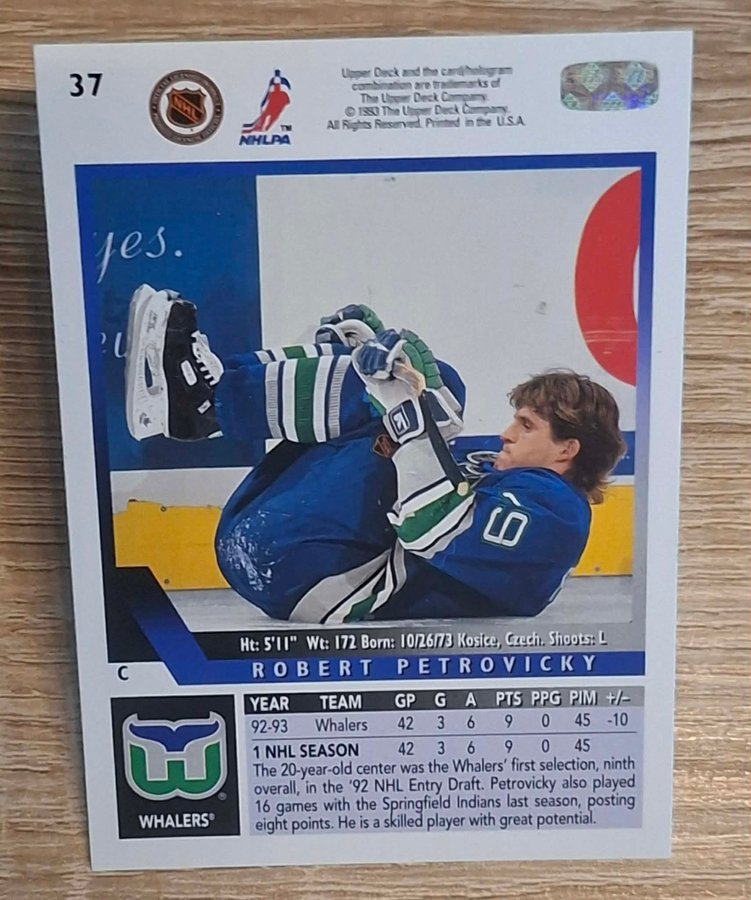 37
NHL
NHLPA
TM
Upper Deck and the card/hologram
combination are trademarks of
The Upper Deck Company.
© 1993 The Upper Deck Company.
All Rights Reserved. Printed in the U.S.A.
yes.
Ht: 5'11" Wt: 172 Born: 10/26/73 Kosice, Czech. Shoots: L
C
ROBERT PETROVICKY
YEAR TEAM GP G A PTS PPG PIM +/–
92-93 Whalers 42 3 6 9 0 45 -10
1 NHL SEASON 42 3 6 9 0 45
The 20-year-old center was the Whalers' first selection, ninth
overall, in the '92 NHL Entry Draft. Petrovicky also played
16 games with the Springfield Indians last season, posting
eight points. He is a skilled player with great potential.
WHALERS®